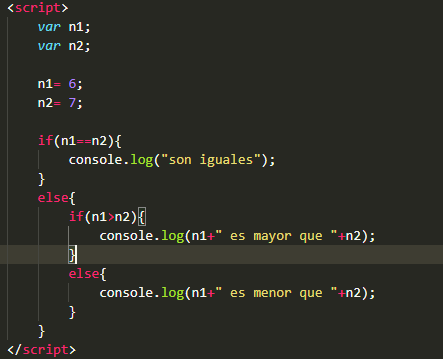 <script>
var n1;
var n2;
n1= 6;
n2= 7;
if(n1==n2){
console.log("son iguales");
}
else{
if(n1>n2){
console.log(n1+" es mayor que "+n2);
}
else{
console.log(n1+" es menor que "+n2);
}
}
</script>